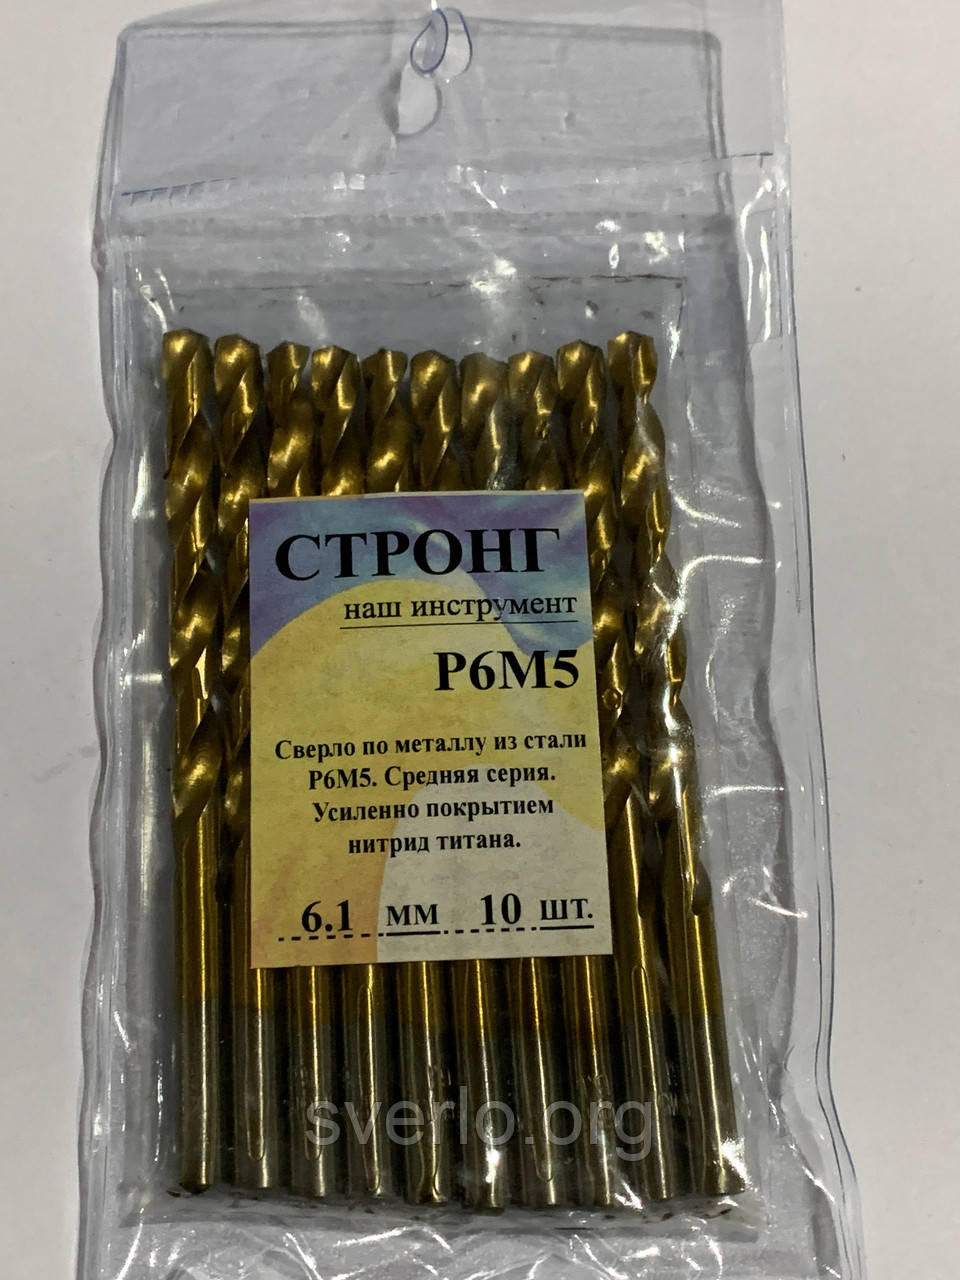 СТРОНГ
наш инструмент
Р6М5
Сверло по металлу из стали
Р6М5. Средняя серия.
Усиленно покрытием
нитрид титана.
6.1 мм 10 шт.
sverlo.org